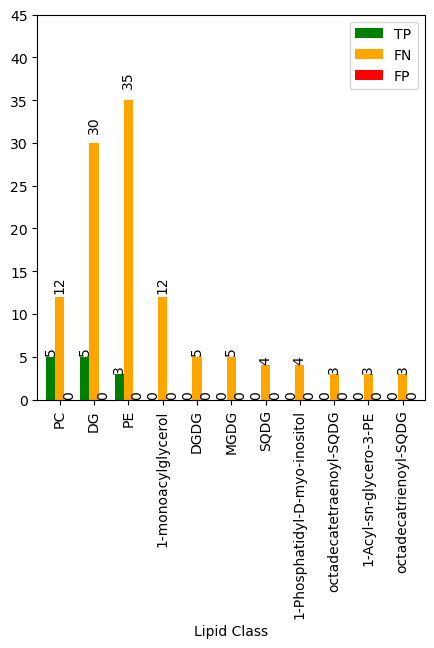 45
40
35
30
25
20
15
10
5
0
TP
FN
FP
5 12 0
5 30 0
3 35 0
0 12 0
0 5 0
0 5 0
0 4 0
0 4 0
0 3 0
0 3 0
0 3 0
PC
DG
PE
1-monoacylglycerol
DGDG
MGDG
SQDG
1-Phosphatidyl-D-myo-inositol
octadecatetraenoyl-SQDG
1-Acyl-sn-glycero-3-PE
octadecatrienoyl-SQDG
Lipid Class